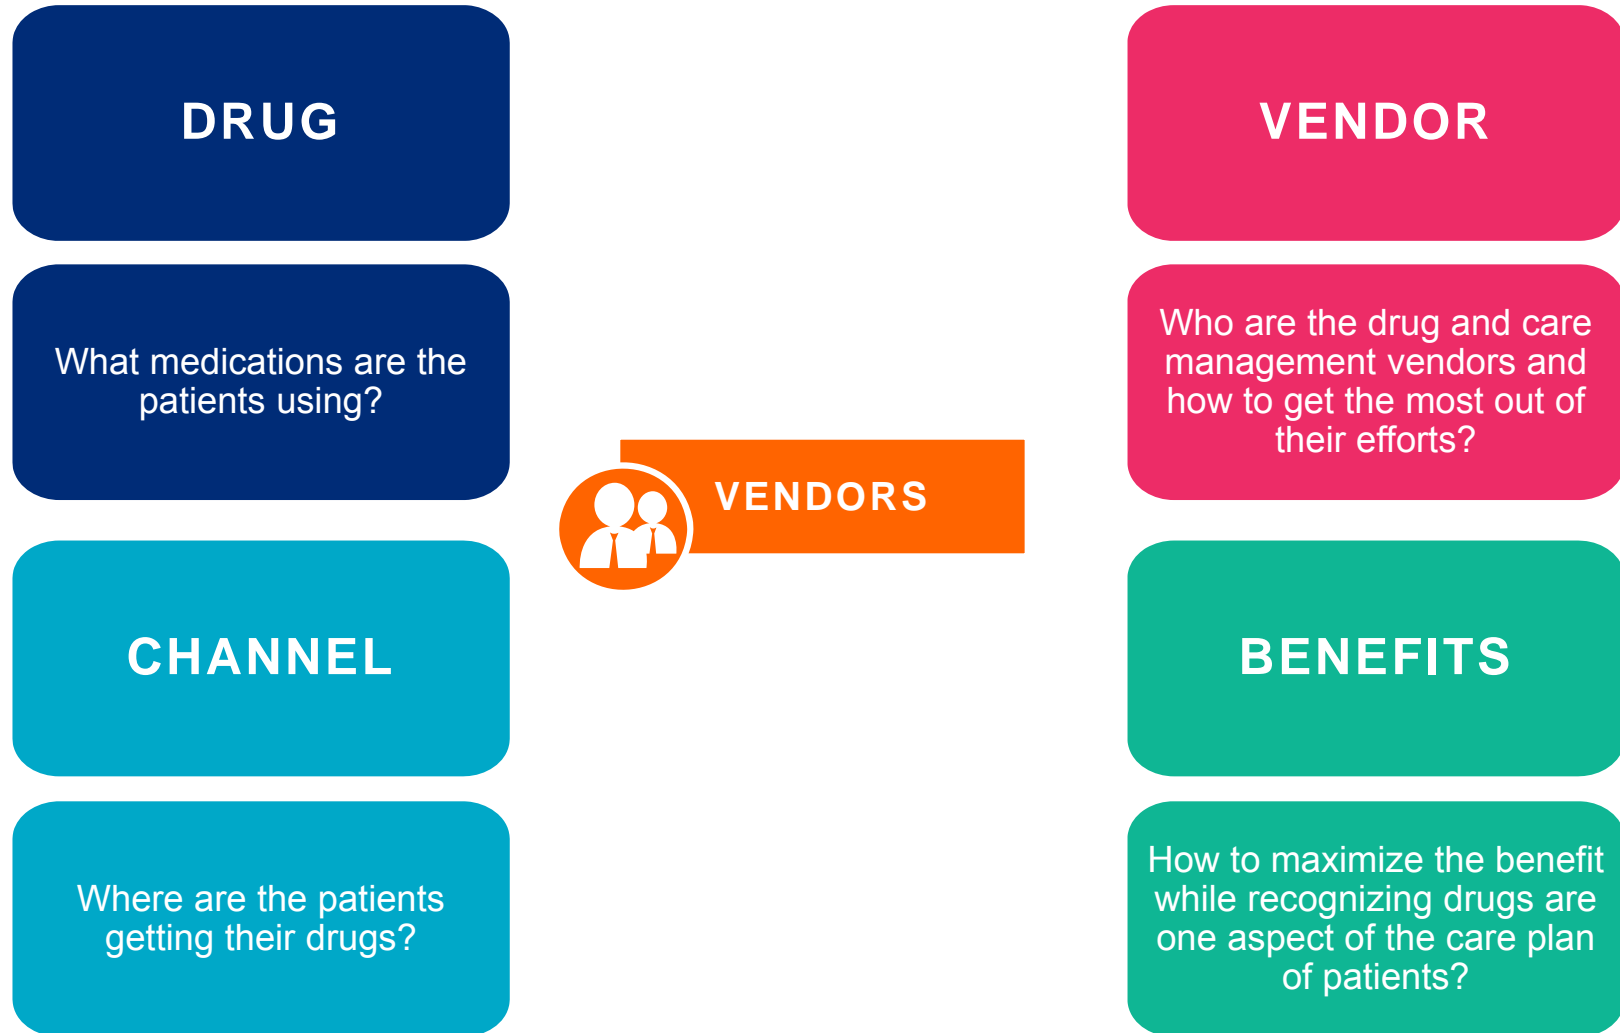 DRUG
What medications are the
patients using?
CHANNEL
Where are the patients
getting their drugs?
VENDORS
VENDOR
Who are the drug and care
management vendors and
how to get the most out of
their efforts?
BENEFITS
How to maximize the benefit
while recognizing drugs are
one aspect of the care plan
of patients?